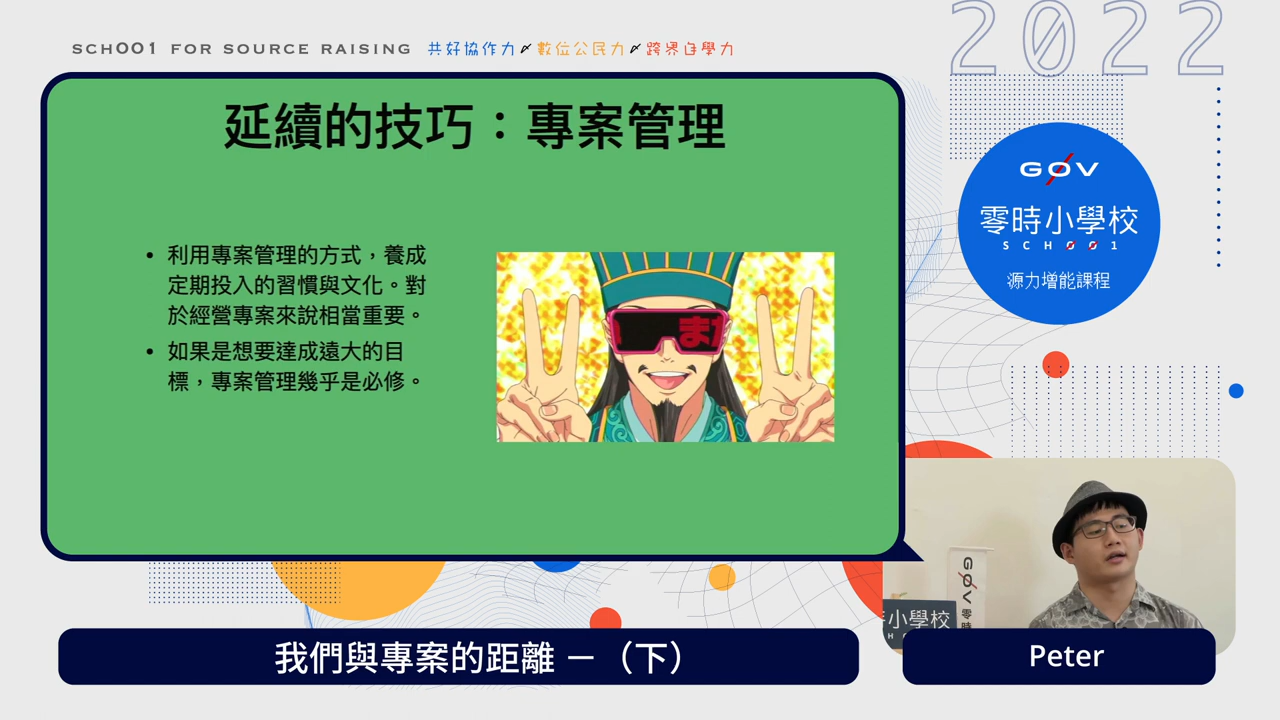 SCH001 FOR SOURCE RAISING 共好協作力 數位公民力 跨界自學力
2022
延續的技巧：專案管理
• 利用專案管理的方式，養成
定期投入的習慣與文化。對
於經營專案來說相當重要。
• 如果是想要達成遠大的目
標，專案管理幾乎是必修。
GOV
零時小學校
SCH001
源力增能課程
G0V 零時
小學校
我們與專案的距離 －（下）
Peter